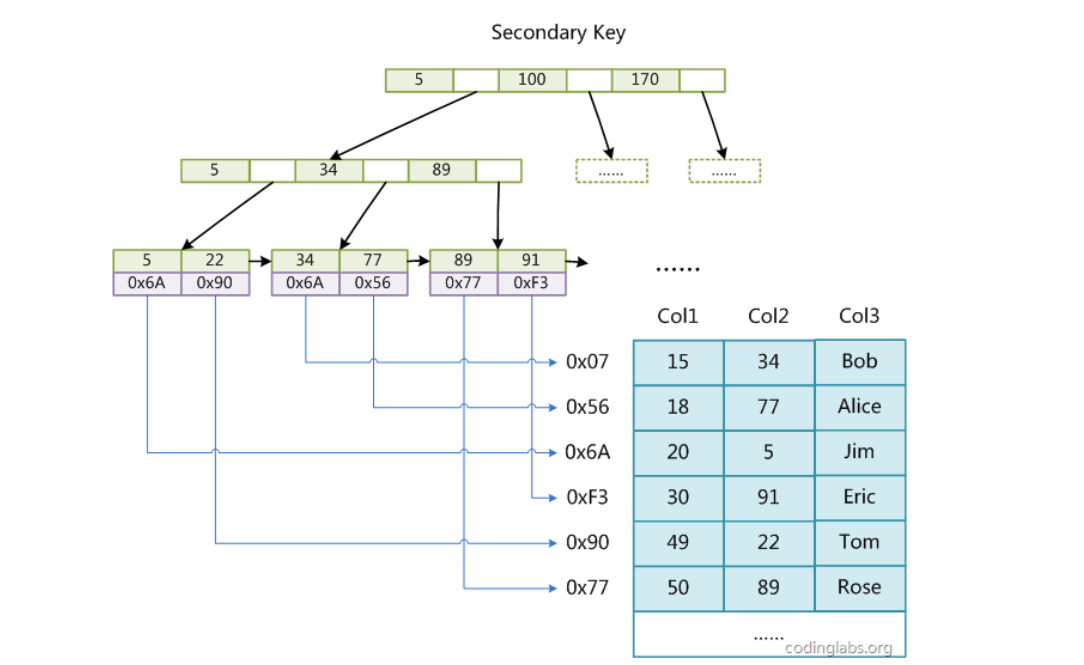 Secondary Key
5 100 170
5 34 89
...... ......
5 22 34 77 89 91
0x6A 0x90 0x6A 0x56 0x77 0xF3
......
Col1 Col2 Col3
0x07 15 34 Bob
0x56 18 77 Alice
0x6A 20 5 Jim
0xF3 30 91 Eric
0x90 49 22 Tom
0x77 50 89 Rose
......
codinglabs.org